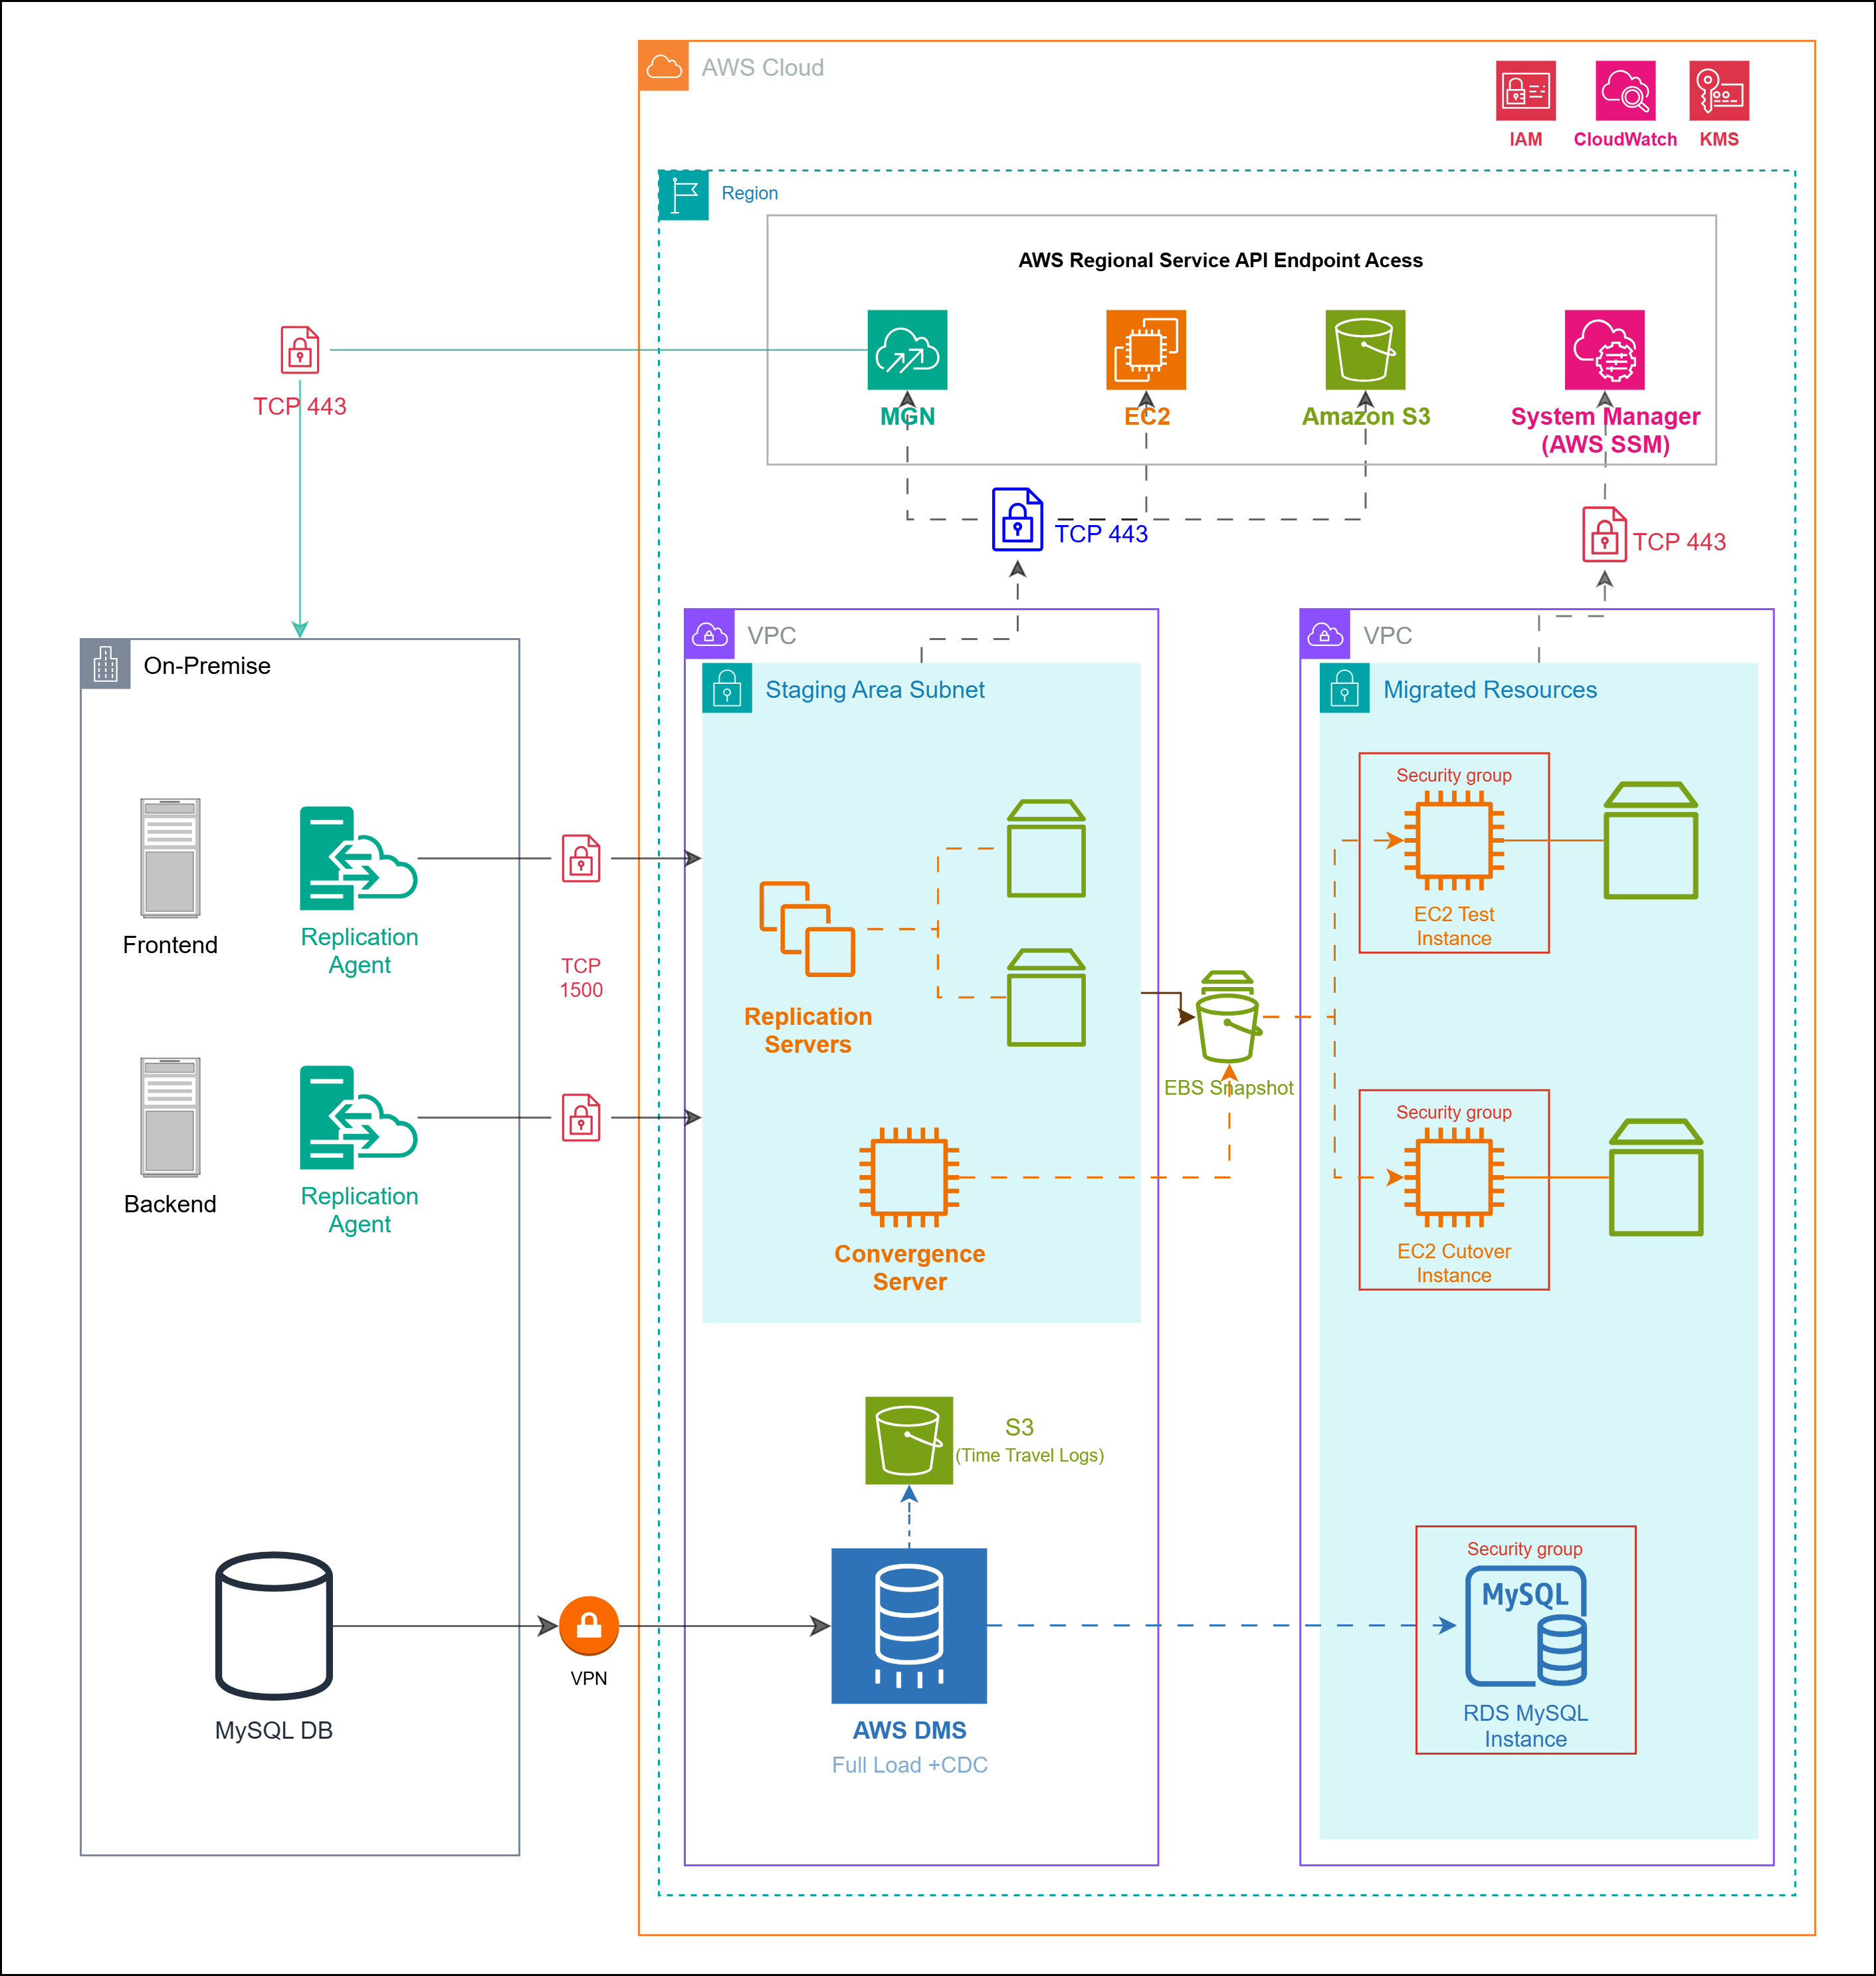 AWS Cloud
IAM
CloudWatch
KMS
Region
AWS Regional Service API Endpoint Acess
MGN
EC2
Amazon S3
System Manager
(AWS SSM)
TCP 443
TCP 443
TCP 443
On-Premise
VPC
Staging Area Subnet
VPC
Migrated Resources
Frontend
Replication
Agent
TCP
1500
Backend
Replication
Agent
Replication
Servers
Convergence
Server
EBS Snapshot
Security group
EC2 Test
Instance
Security group
EC2 Cutover
Instance
S3
(Time Travel Logs)
MySQL DB
VPN
AWS DMS
Full Load +CDC
Security group
MySQL
RDS MySQL
Instance